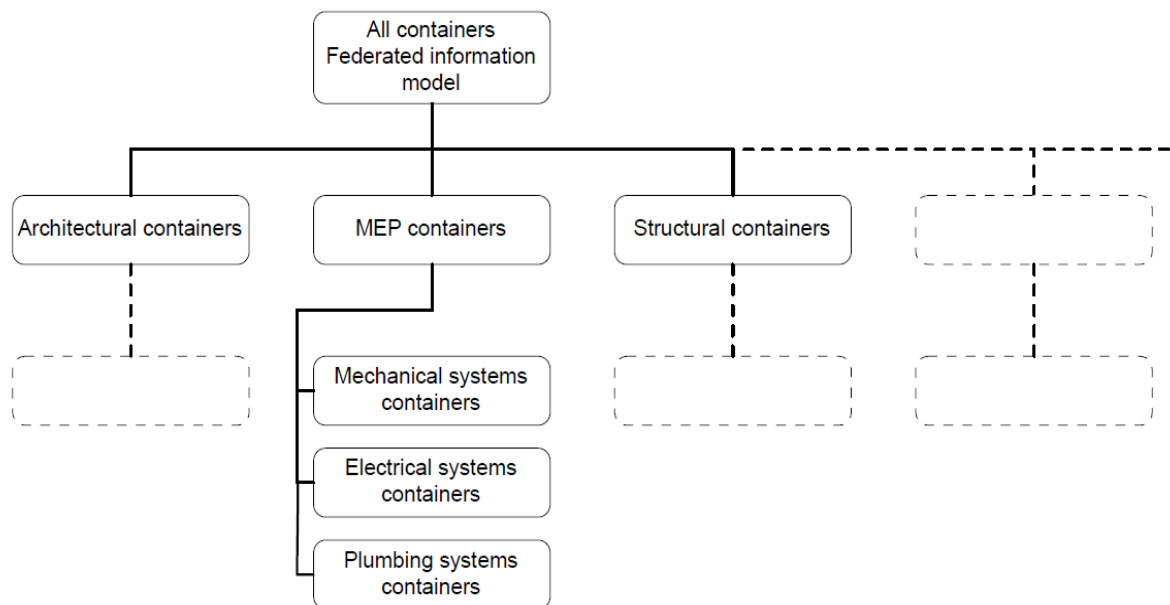 All containers
Federated information
model
Architectural containers
MEP containers
Structural containers
Mechanical systems
containers
Electrical systems
containers
Plumbing systems
containers